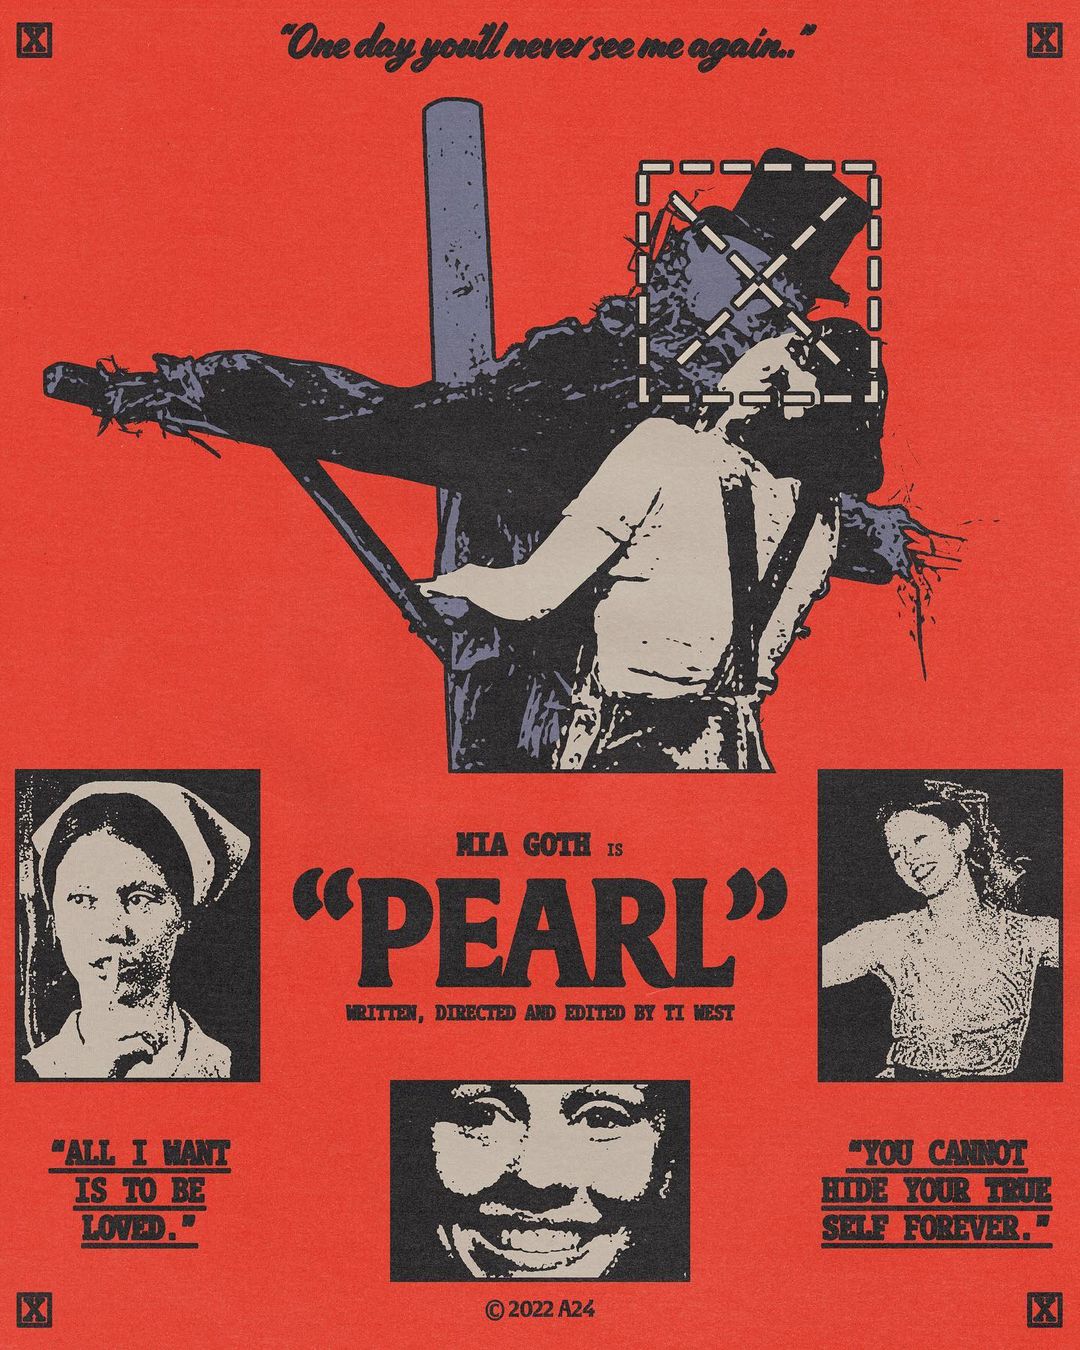 X
"One day you'll never see me again.."
X
MIA GOTH IS
"PEARL"
WRITTEN, DIRECTED AND EDITED BY TI WEST
"ALL I WANT
IS TO BE
LOVED."
"YOU CANNOT
HIDE YOUR TRUE
SELF FOREVER."
X
© 2022 A24
X